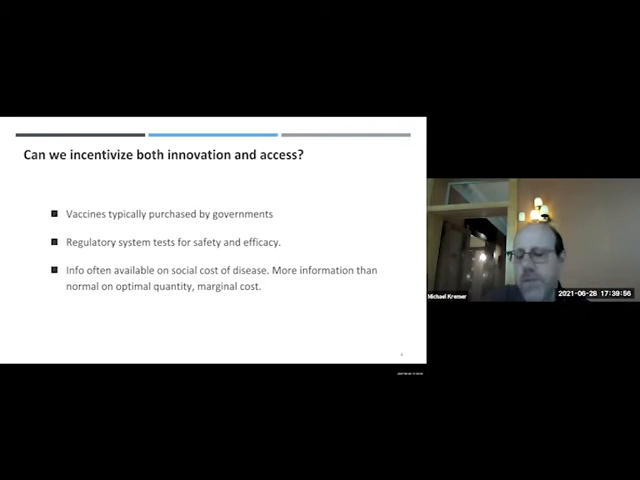 Can we incentivize both innovation and access?
Vaccines typically purchased by governments
Regulatory system tests for safety and efficacy.
Info often available on social cost of disease. More information than
normal on optimal quantity, marginal cost.
Michael Kremer
2021-06-28 17:39:56